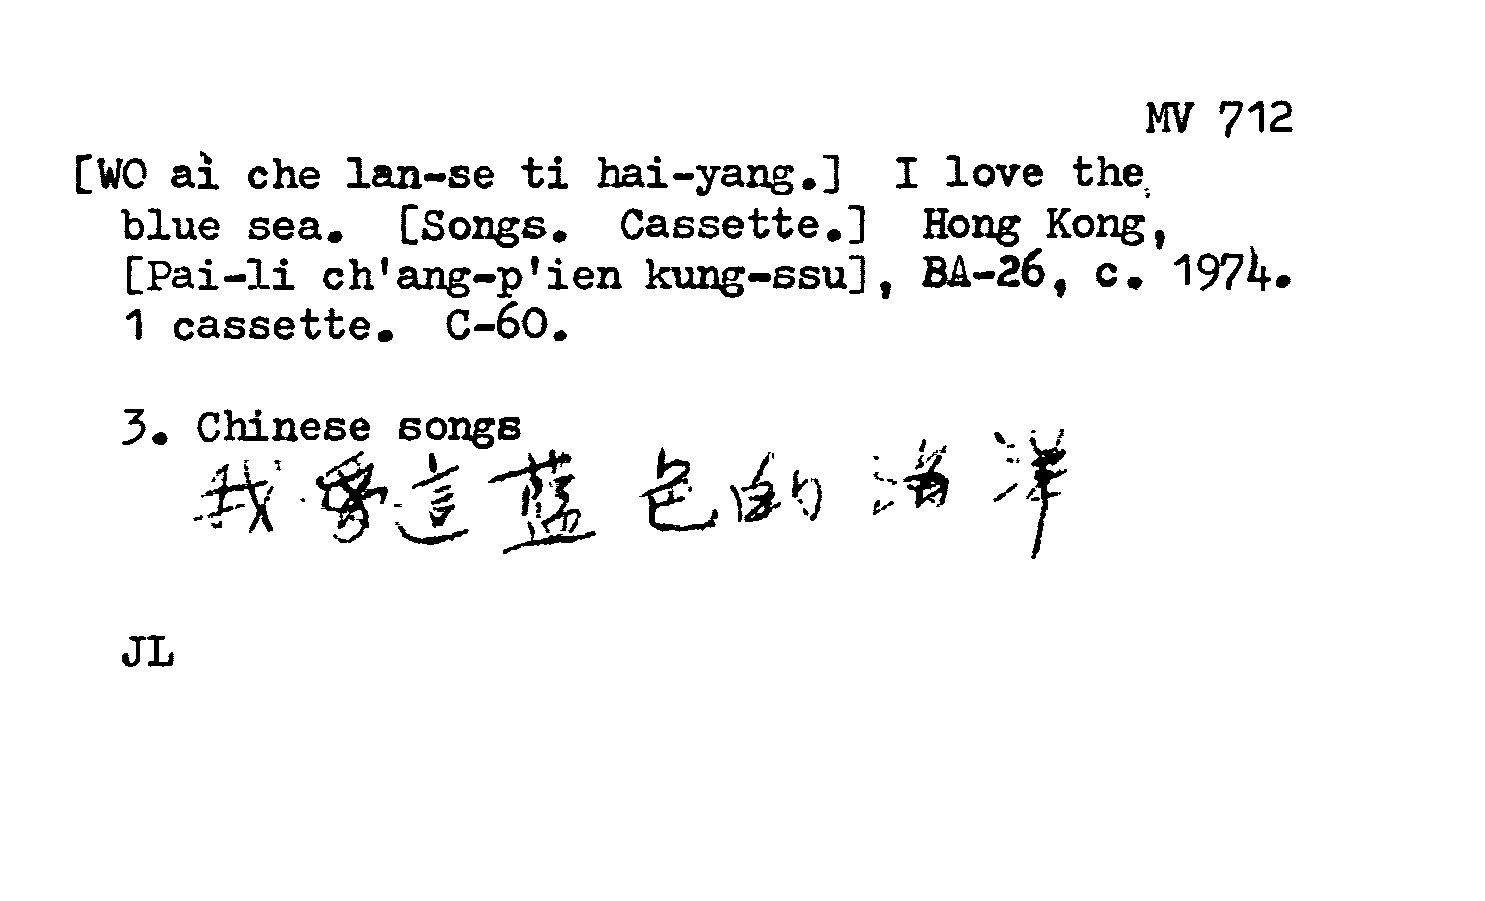 MV 712
[WO aì che lan-se ti hai-yang.] I love the
blue sea. [Songs. Cassette.] Hong Kong,
[Pai-li ch'ang-p'ien kung-ssu], BA-26, c. 1974.
1 cassette. C-60.
3. Chinese songs
我愛這藍色的海洋
JL